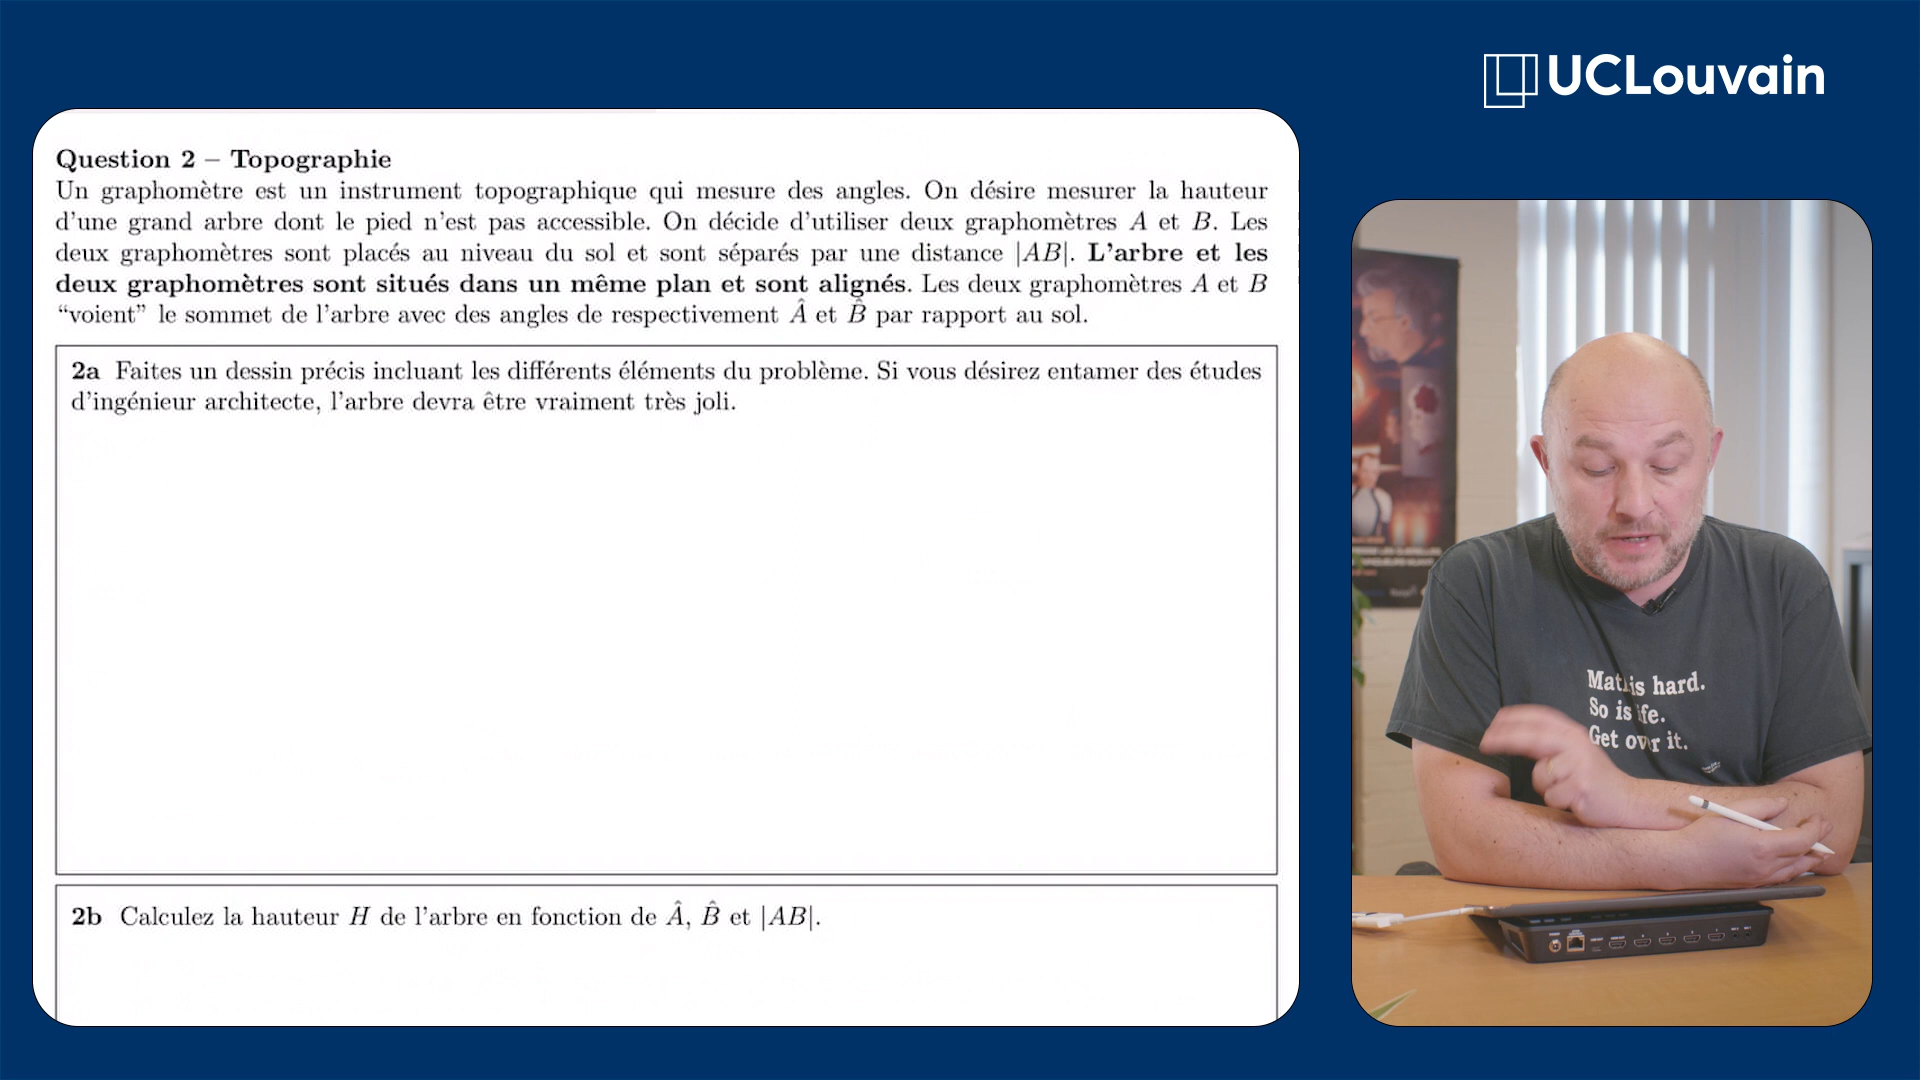 UCLouvain
Question 2 – Topographie
Un graphomètre est un instrument topographique qui mesure des angles. On désire mesurer la hauteur
d'une grand arbre dont le pied n'est pas accessible. On décide d'utiliser deux graphomètres A et B. Les
deux graphomètres sont placés au niveau du sol et sont séparés par une distance |AB|. L'arbre et les
deux graphomètres sont situés dans un même plan et sont alignés. Les deux graphomètres A et B
“voient” le sommet de l'arbre avec des angles de respectivement Â et B̂ par rapport au sol.
2a Faites un dessin précis incluant les différents éléments du problème. Si vous désirez entamer des études
d'ingénieur architecte, l'arbre devra être vraiment très joli.
2b Calculez la hauteur H de l'arbre en fonction de Â, B̂ et |AB|.
Math is hard.
So is life.
Get over it.